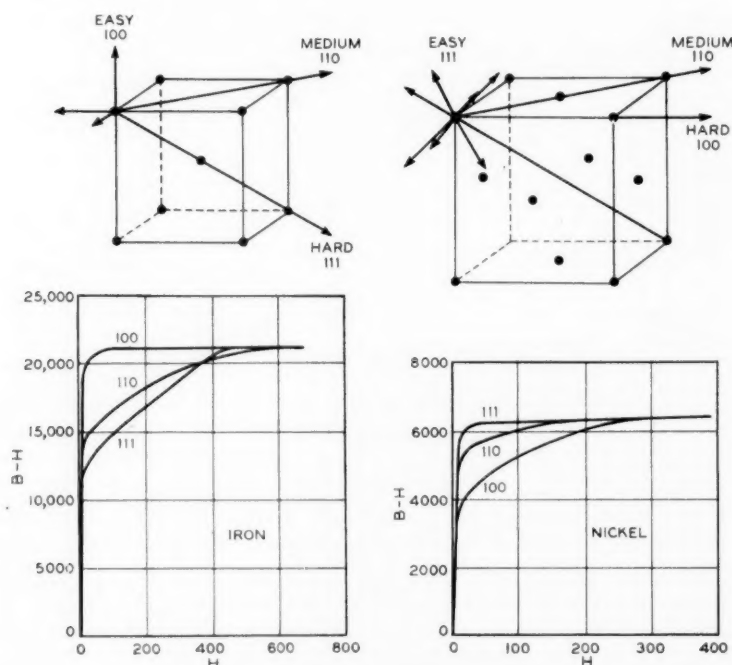 EASY
100
MEDIUM
110
HARD
111
EASY
111
MEDIUM
110
HARD
100
25,000
20,000
15,000
10,000
5000
0
B-H
100
110
111
IRON
0 200 400 600 800
H
8000
6000
4000
2000
0
B-H
111
110
100
NICKEL
0 100 200 300 400
H